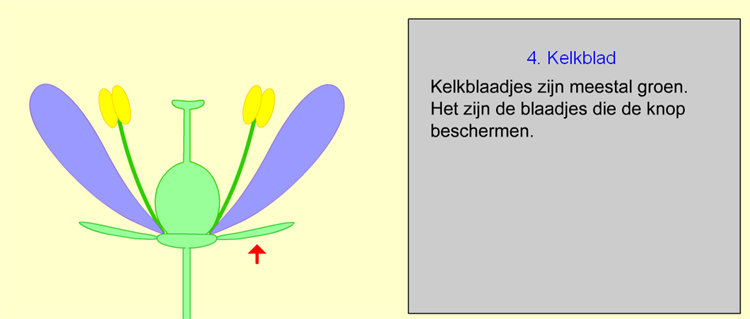 4. Kelkblad
Kelkblaadjes zijn meestal groen.
Het zijn de blaadjes die de knop
beschermen.